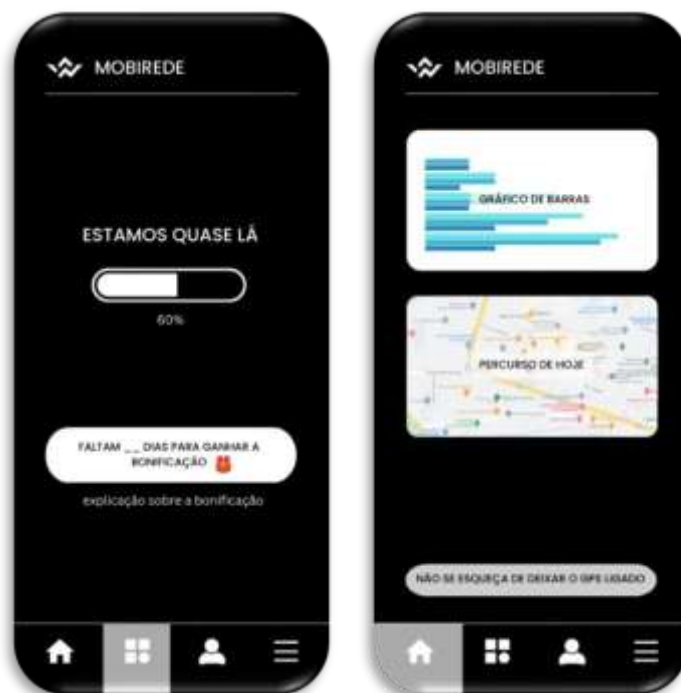 MOBIREDE
ESTAMOS QUASE LÁ
60%
FALTAM __ DIAS PARA GANHAR A
BONIFICAÇÃO
explicação sobre a bonificação
MOBIREDE
GRÁFICO DE BARRAS
PERCURSO DE HOJE
NÃO SE ESQUEÇA DE DEIXAR O GPS LIGADO